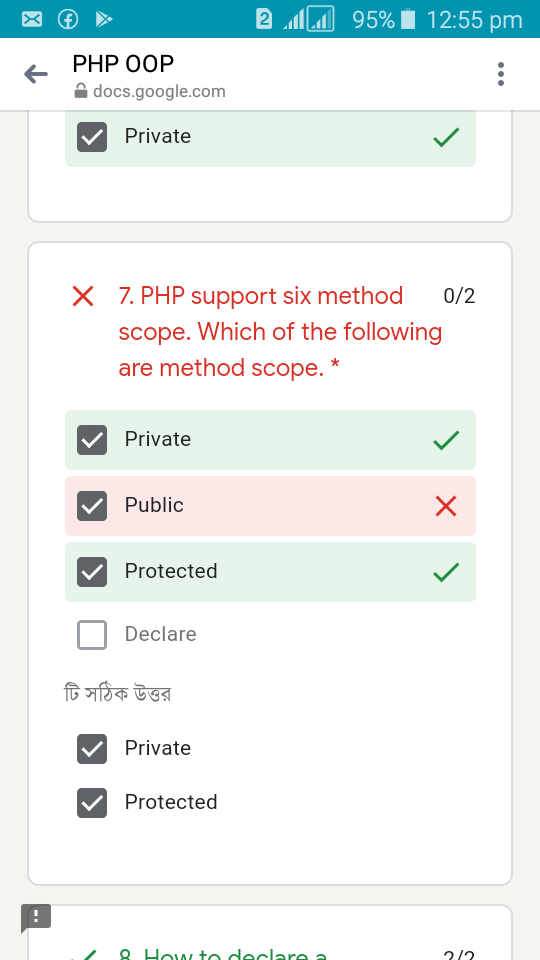 2 95% 12:55 pm
PHP OOP
docs.google.com
Private
7. PHP support six method 0/2
scope. Which of the following
are method scope. *
Private
Public
Protected
Declare
টি সঠিক উত্তর
Private
Protected
8. How to declare a 2/2